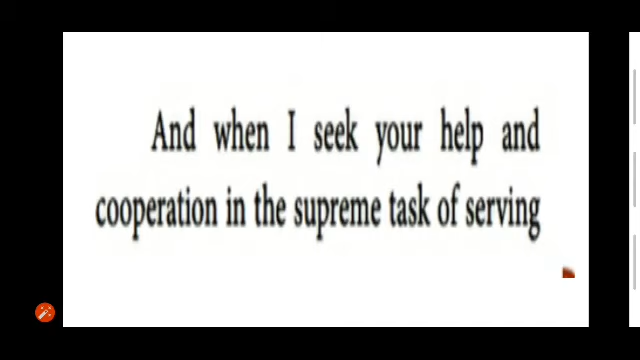 And when I seek your help and
cooperation in the supreme task of serving